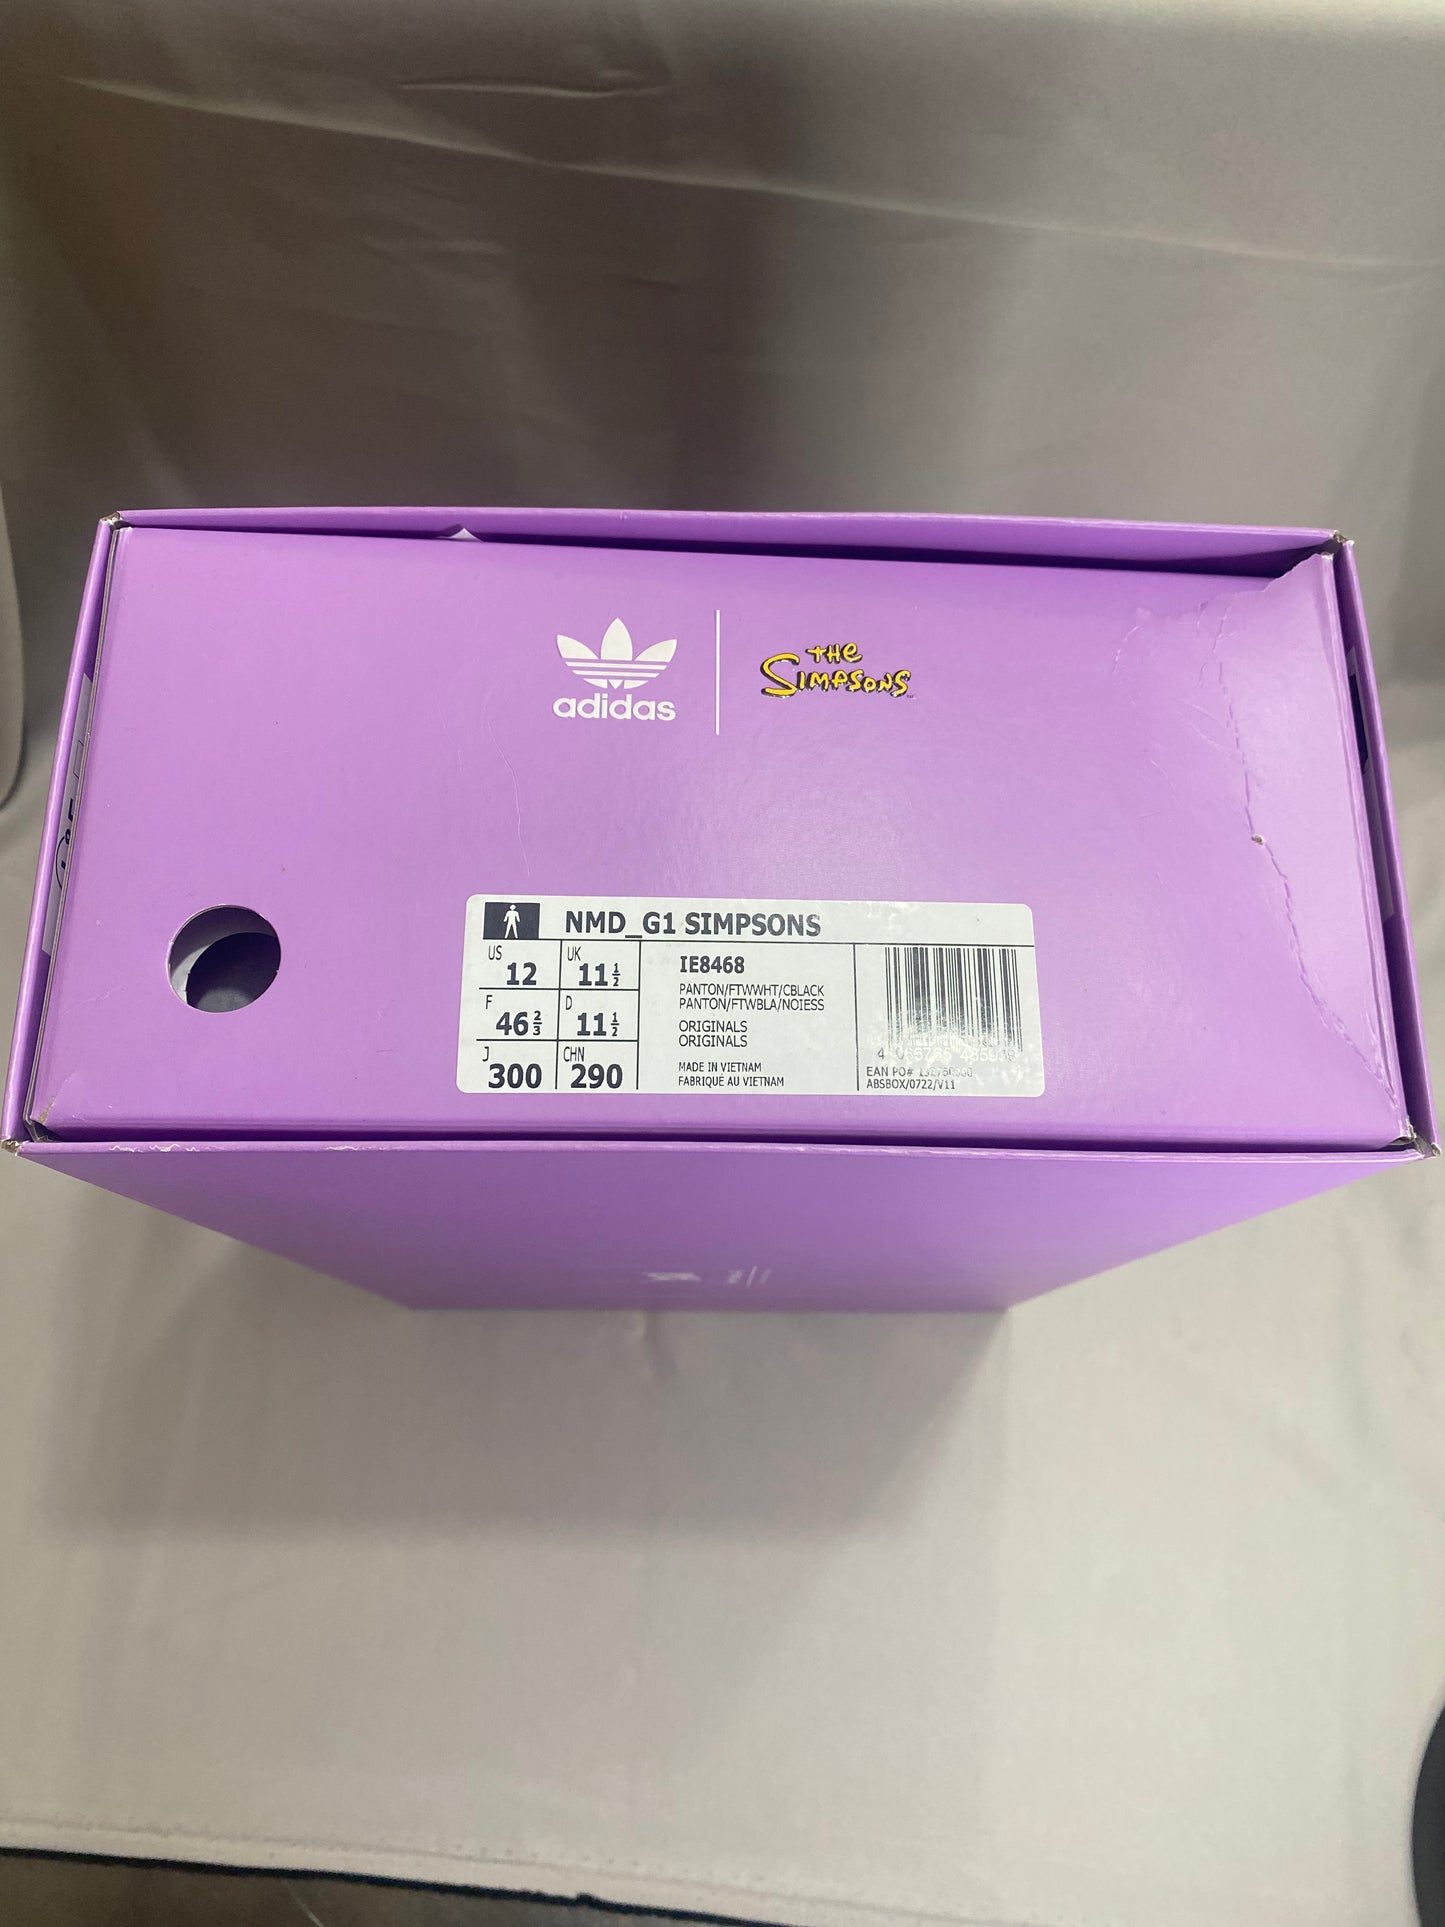 adidas
THE
SIMPSONS
NMD_G1 SIMPSONS
US 12
UK 11 1/2
F 46 2/3
D 11 1/2
J 300
CHN 290
IE8468
PANTON/FTWWHT/CBLACK
PANTON/FTWBLA/NOIESS
ORIGINALS
ORIGINALS
MADE IN VIETNAM
FABRIQUÉ AU VIETNAM
EAN PO#
ABSBOX/0722/V11